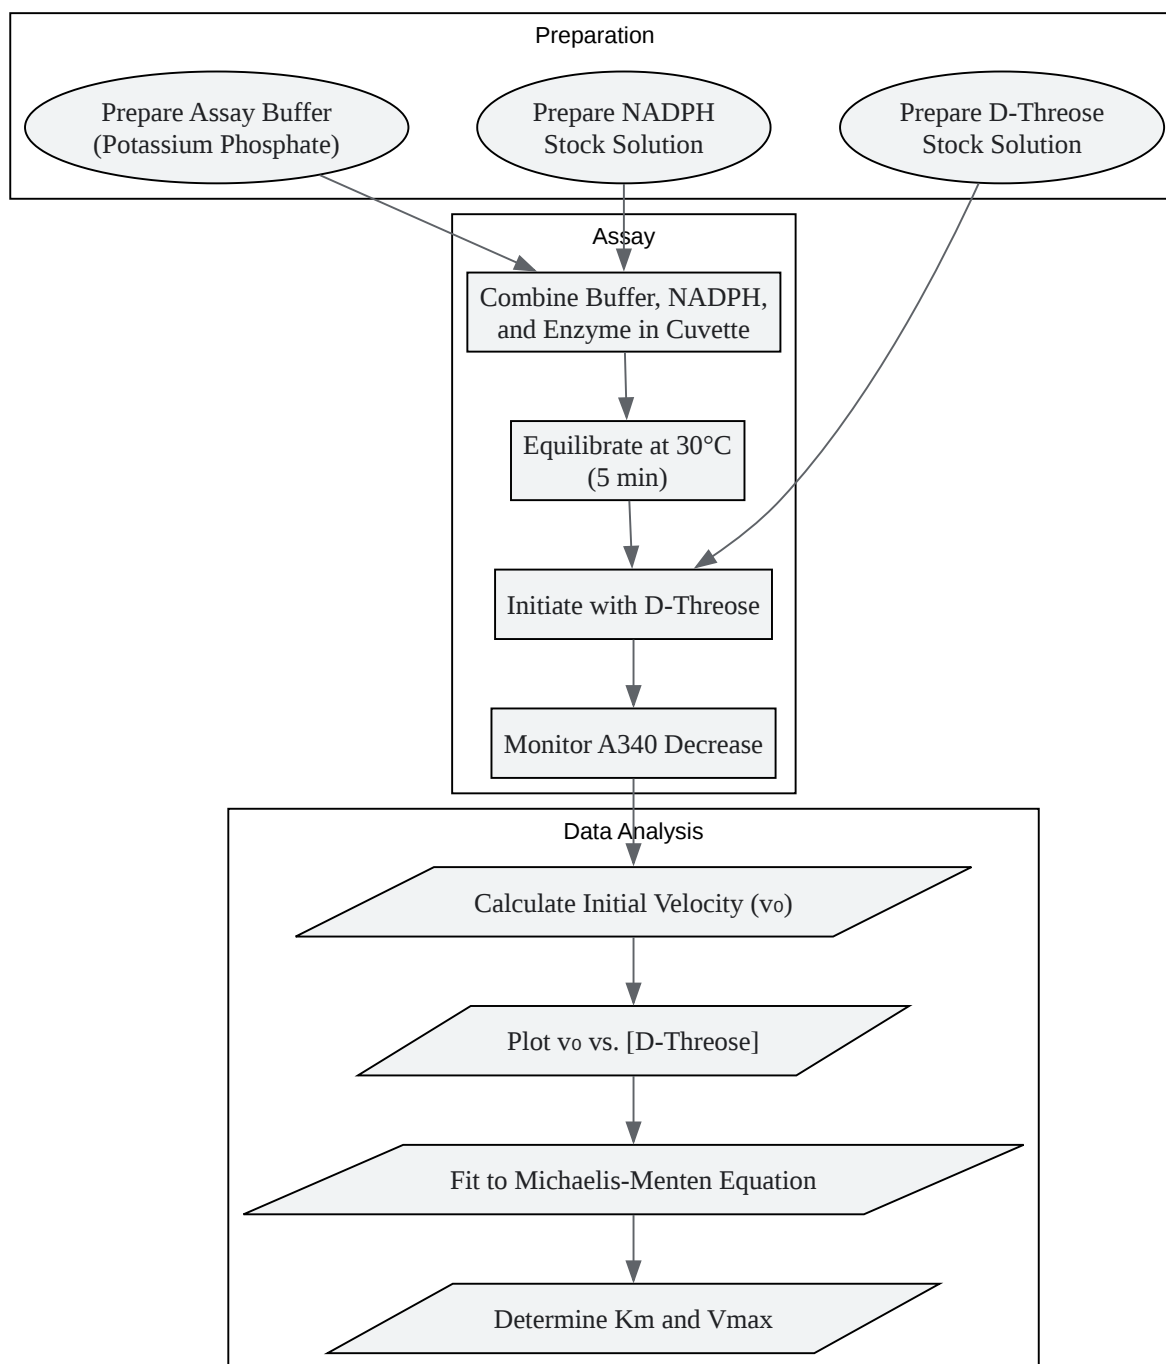 Preparation
Prepare Assay Buffer
(Potassium Phosphate)
Prepare NADPH
Stock Solution
Prepare D-Threose
Stock Solution
Assay
Combine Buffer, NADPH,
and Enzyme in Cuvette
Equilibrate at 30°C
(5 min)
Initiate with D-Threose
Monitor A340 Decrease
Data Analysis
Calculate Initial Velocity (v₀)
Plot v₀ vs. [D-Threose]
Fit to Michaelis-Menten Equation
Determine Km and Vmax